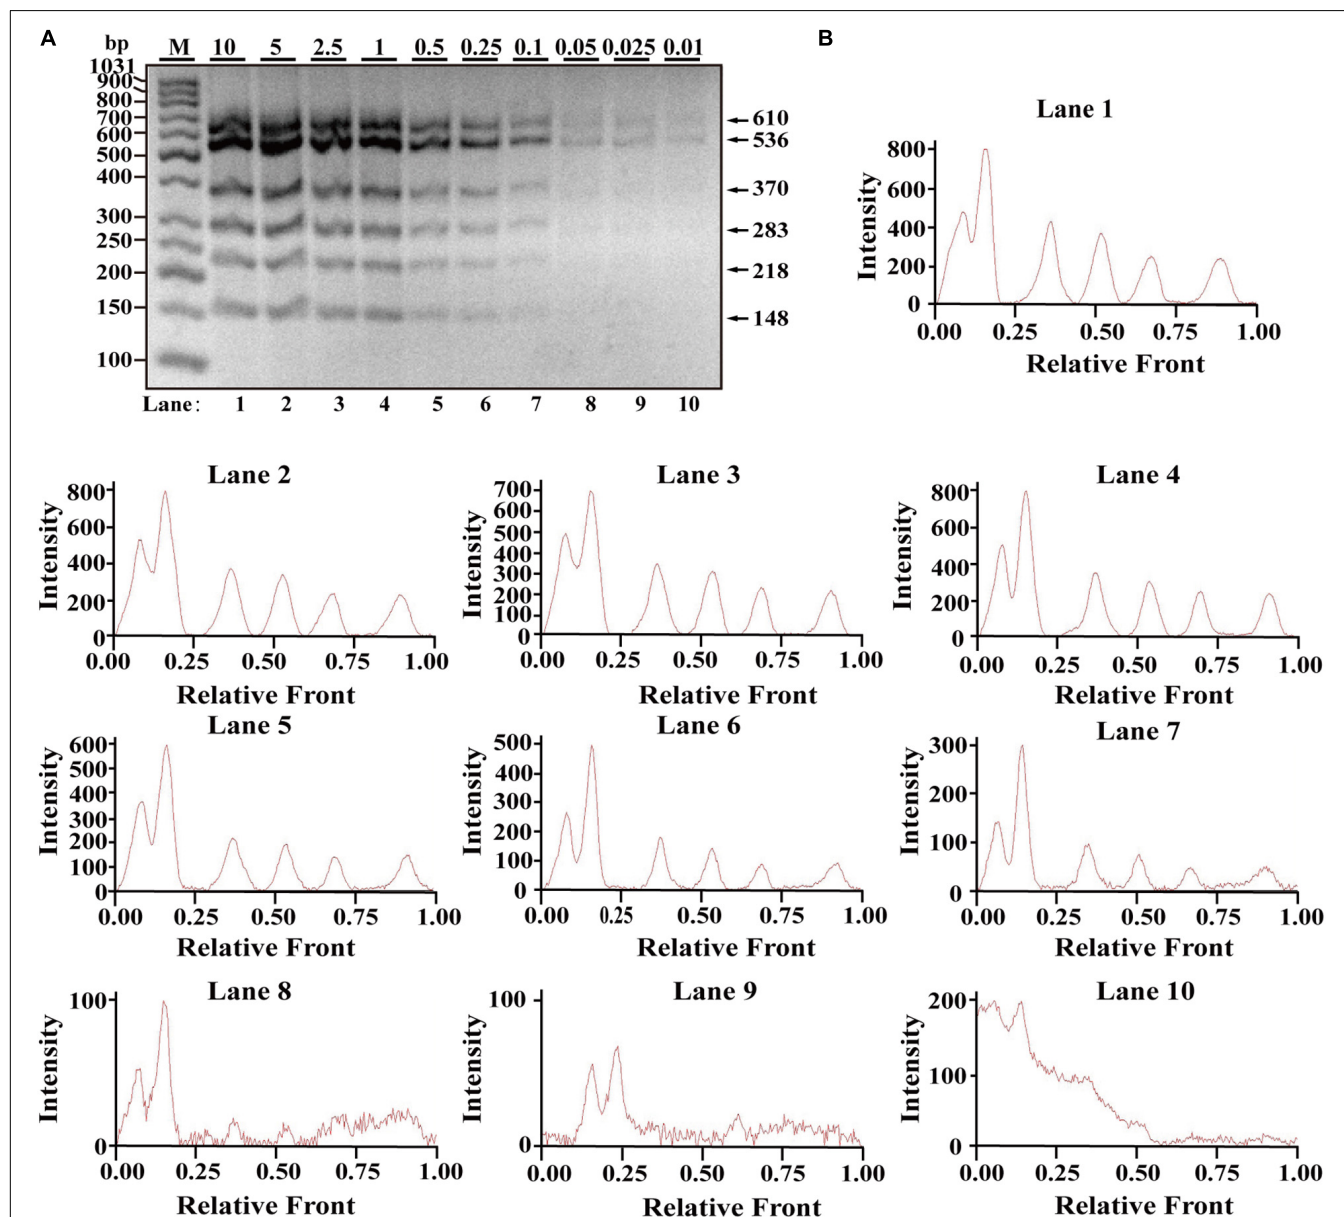 A
B
bp
M 10 5 2.5 1 0.5 0.25 0.1 0.05 0.025 0.01
1031
900
800
700
600
500
400
300
250
200
150
100
610
536
370
283
218
148
Lane: 1 2 3 4 5 6 7 8 9 10
Lane 1
Intensity
800
600
400
200
0
0.00 0.25 0.50 0.75 1.00
Relative Front
Lane 2
Intensity
800
600
400
200
0
0.00 0.25 0.50 0.75 1.00
Relative Front
Lane 3
Intensity
700
600
500
400
300
200
100
0
0.00 0.25 0.50 0.75 1.00
Relative Front
Lane 4
Intensity
800
600
400
200
0
0.00 0.25 0.50 0.75 1.00
Relative Front
Lane 5
Intensity
600
500
400
300
200
100
0
0.00 0.25 0.50 0.75 1.00
Relative Front
Lane 6
Intensity
500
400
300
200
100
0
0.00 0.25 0.50 0.75 1.00
Relative Front
Lane 7
Intensity
300
200
100
0
0.00 0.25 0.50 0.75 1.00
Relative Front
Lane 8
Intensity
100
0
0.00 0.25 0.50 0.75 1.00
Relative Front
Lane 9
Intensity
100
0
0.00 0.25 0.50 0.75 1.00
Relative Front
Lane 10
Intensity
200
100
0
0.00 0.25 0.50 0.75 1.00
Relative Front